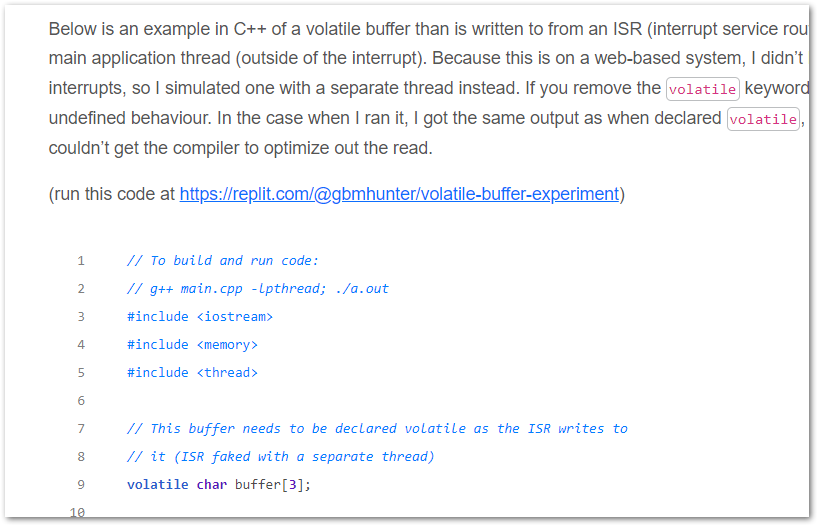 Below is an example in C++ of a volatile buffer than is written to from an ISR (interrupt service rou
main application thread (outside of the interrupt). Because this is on a web-based system, I didn't
interrupts, so I simulated one with a separate thread instead. If you remove the volatile keyword
undefined behaviour. In the case when I ran it, I got the same output as when declared volatile,
couldn't get the compiler to optimize out the read.
(run this code at https://replit.com/@gbmhunter/volatile-buffer-experiment)
1 // To build and run code:
2 // g++ main.cpp -lpthread; ./a.out
3 #include <iostream>
4 #include <memory>
5 #include <thread>
6
7 // This buffer needs to be declared volatile as the ISR writes to
8 // it (ISR faked with a separate thread)
9 volatile char buffer[3];
10